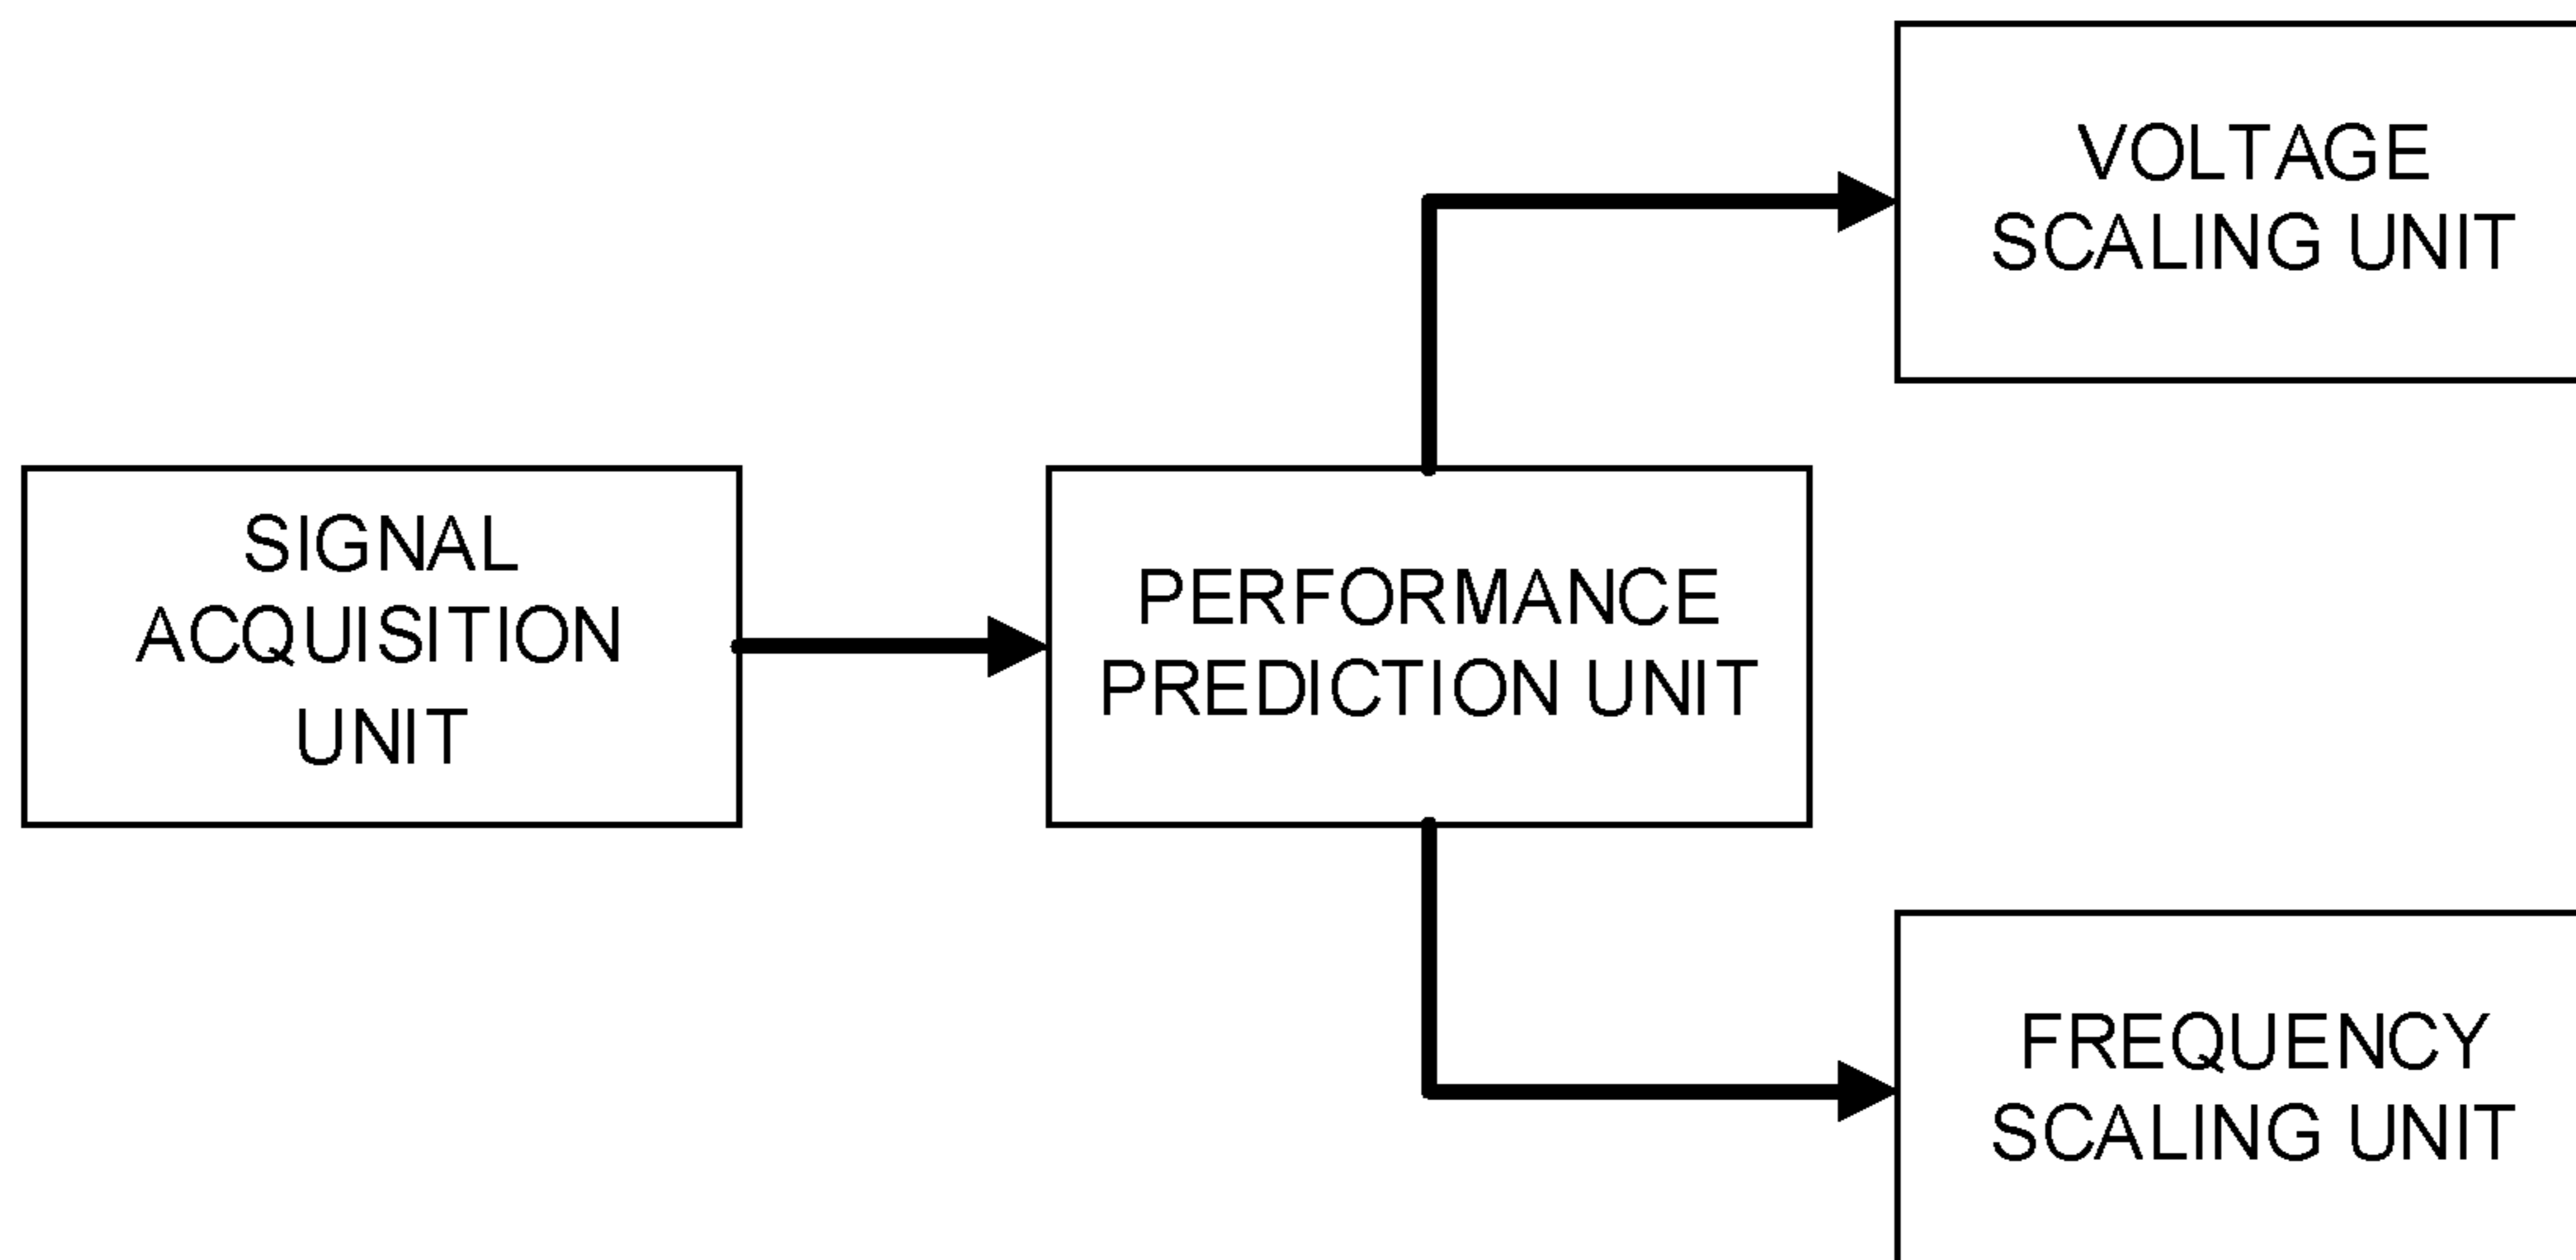 VOLTAGE
SCALING UNIT
SIGNAL
ACQUISITION
UNIT
PERFORMANCE
PREDICTION UNIT
FREQUENCY
SCALING UNIT